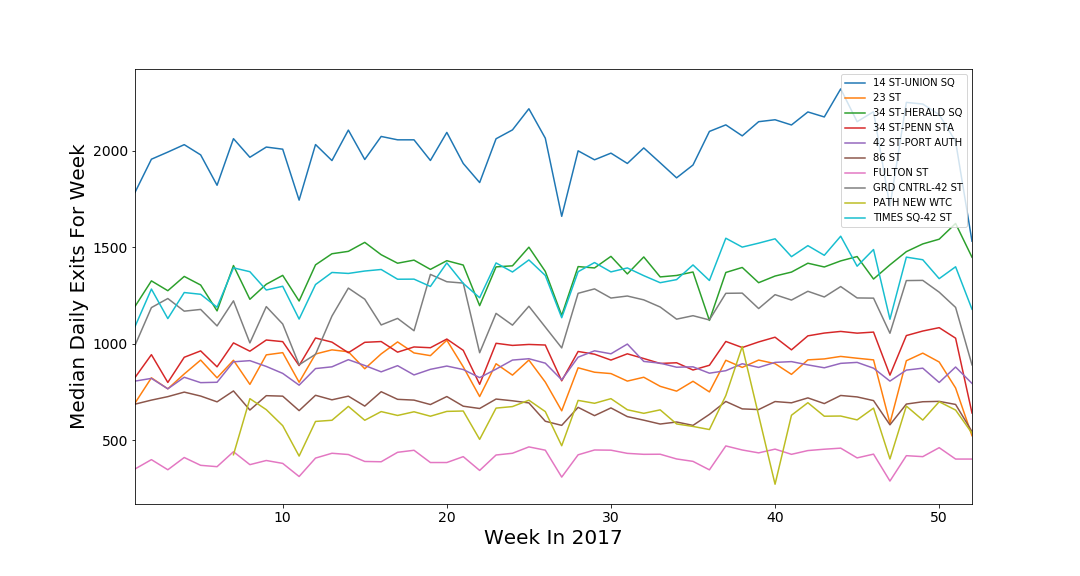 2000
1500
1000
500
Median Daily Exits For Week
14 ST-UNION SQ
23 ST
34 ST-HERALD SQ
34 ST-PENN STA
42 ST-PORT AUTH
86 ST
FULTON ST
GRD CNTRL-42 ST
PATH NEW WTC
TIMES SQ-42 ST
10 20 30 40 50
Week In 2017